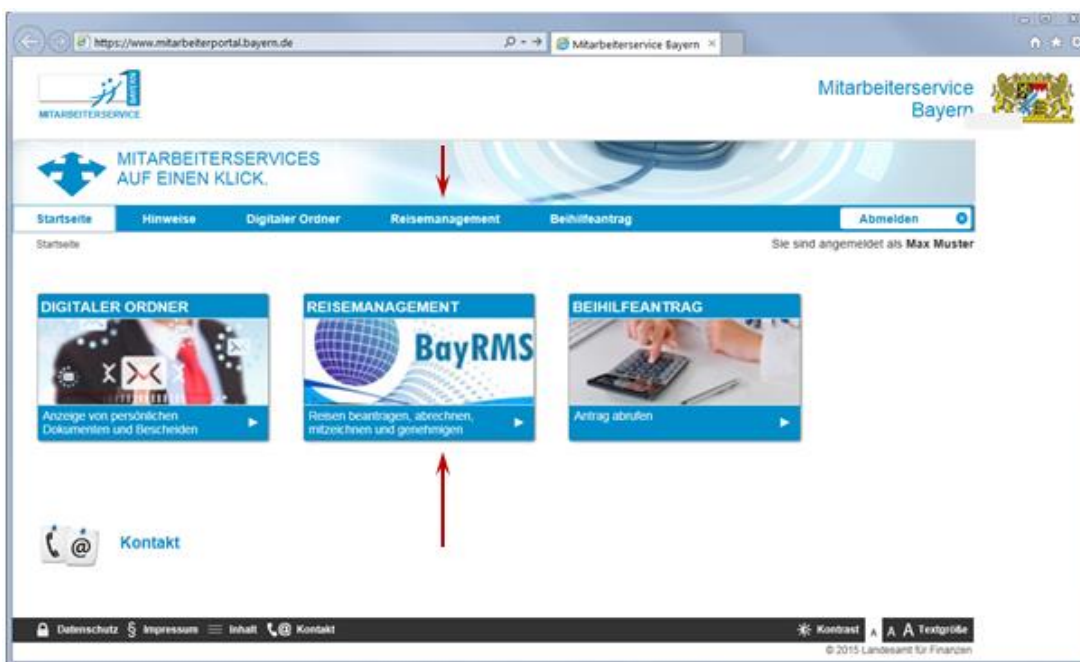 https://www.mitarbeiterportal.bayern.de
Mitarbeiterservice Bayern
MITARBEITERSERVICE
BAYERN
Mitarbeiterservice
Bayern
MITARBEITERSERVICES
AUF EINEN KLICK.
Startseite Hinweise Digitaler Ordner Reisemanagement Beihilfeantrag Abmelden
Startseite
Sie sind angemeldet als Max Muster
DIGITALER ORDNER
Anzeige von persönlichen
Dokumenten und Bescheiden
REISEMANAGEMENT
BayRMS
Reisen beantragen, abrechnen,
mitzeichnen und genehmigen
BEIHILFEANTRAG
Antrag abrufen
Kontakt
Datenschutz § Impressum Inhalt Kontakt
Kontrast A A A Textgröße
© 2015 Landesamt für Finanzen